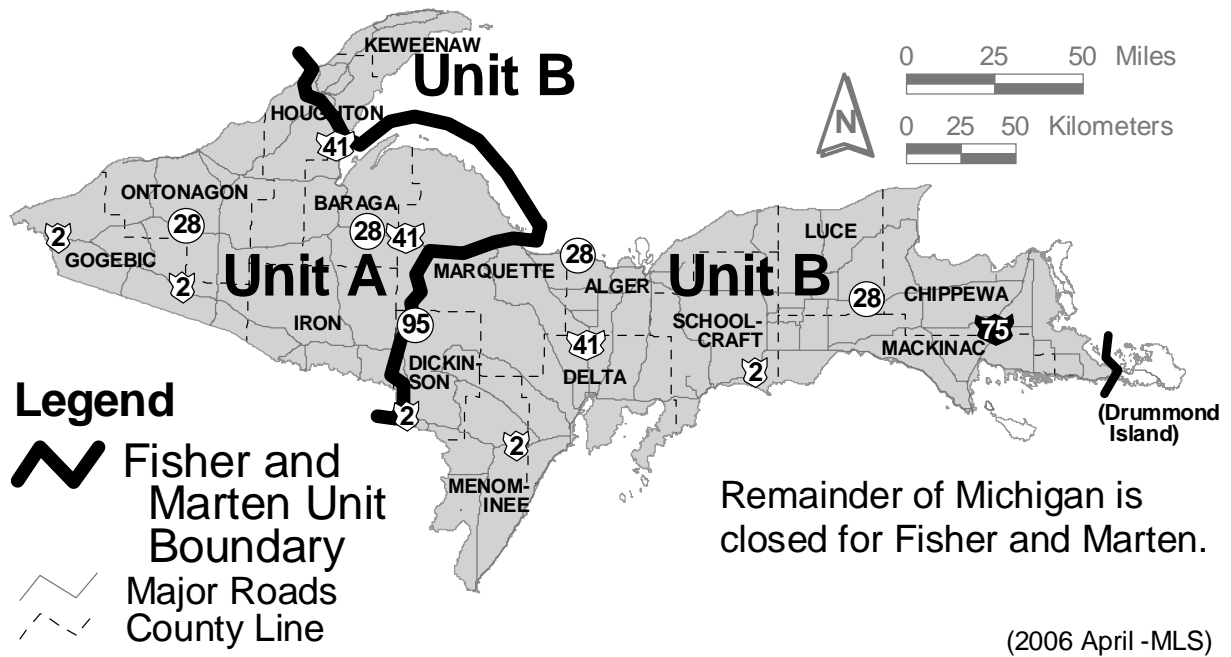 KEWEENAW
Unit B
0 25 50 Miles
0 25 50 Kilometers
N
HOUGHTON
41
ONTONAGON
28
BARAGA
28
41
2
GOGEBIC
2
Unit A
MARQUETTE
28
ALGER
Unit B
LUCE
28
CHIPPEWA
IRON
95
SCHOOL-
CRAFT
75
MACKINAC
41
DICKIN-
SON
DELTA
2
2
(Drummond
Island)
2
MENOM-
INEE
Legend
Fisher and
Marten Unit
Boundary
Major Roads
County Line
Remainder of Michigan is
closed for Fisher and Marten.
(2006 April -MLS)